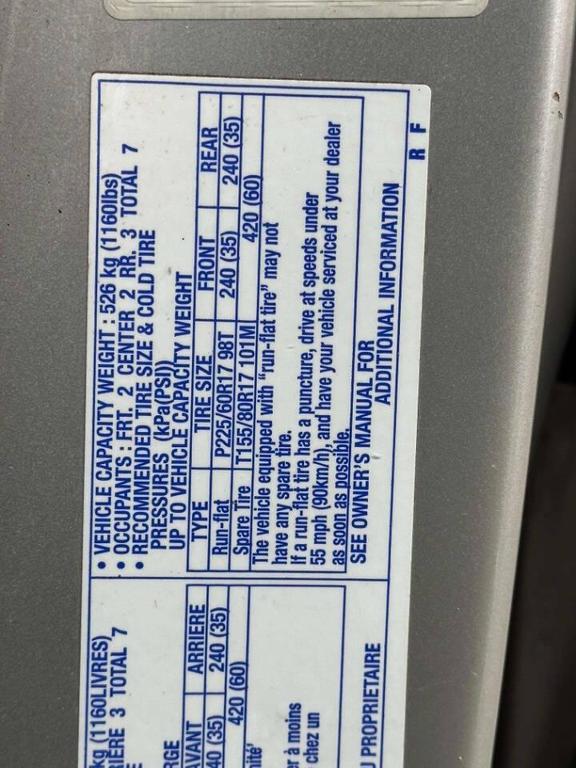 • VEHICLE CAPACITY WEIGHT : 526 kg (1160lbs)
• OCCUPANTS : FRT. 2 CENTER 2 RR. 3 TOTAL 7
• RECOMMENDED TIRE SIZE & COLD TIRE
PRESSURES (kPa(PSI))
UP TO VEHICLE CAPACITY WEIGHT
TYPE TIRE SIZE FRONT REAR
Run-flat P225/60R17 98T 240 (35) 240 (35)
Spare Tire T155/80R17 101M 420 (60)
The vehicle equipped with "run-flat tire" may not
have any spare tire.
If a run-flat tire has a puncture, drive at speeds under
55 mph (90km/h), and have your vehicle serviced at your dealer
as soon as possible.
SEE OWNER'S MANUAL FOR
ADDITIONAL INFORMATION
R F
kg (1160LIVRES)
3 TOTAL 7
ARRIERE
(35) 240 (35)
420 (60)
à moins
chez un
PROPRIETAIRE